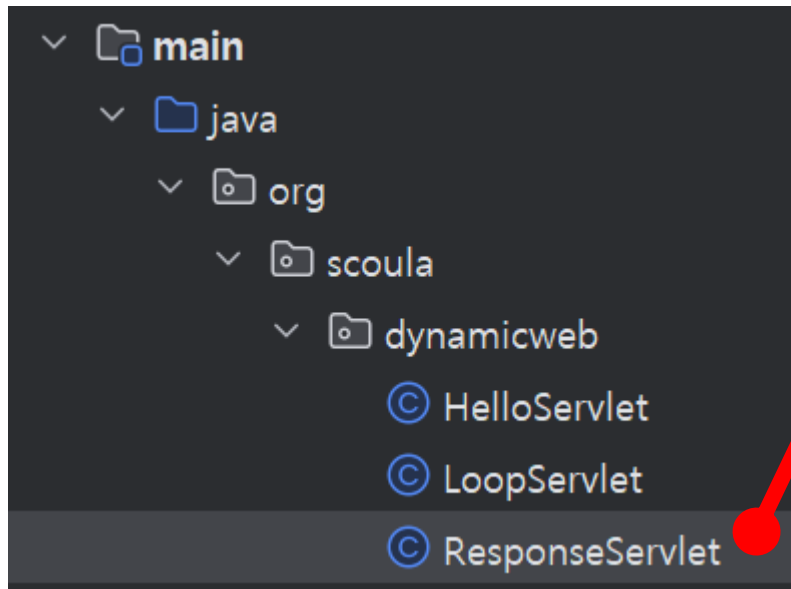 main
java
org
scoula
dynamicweb
C HelloServlet
C LoopServlet
C ResponseServlet